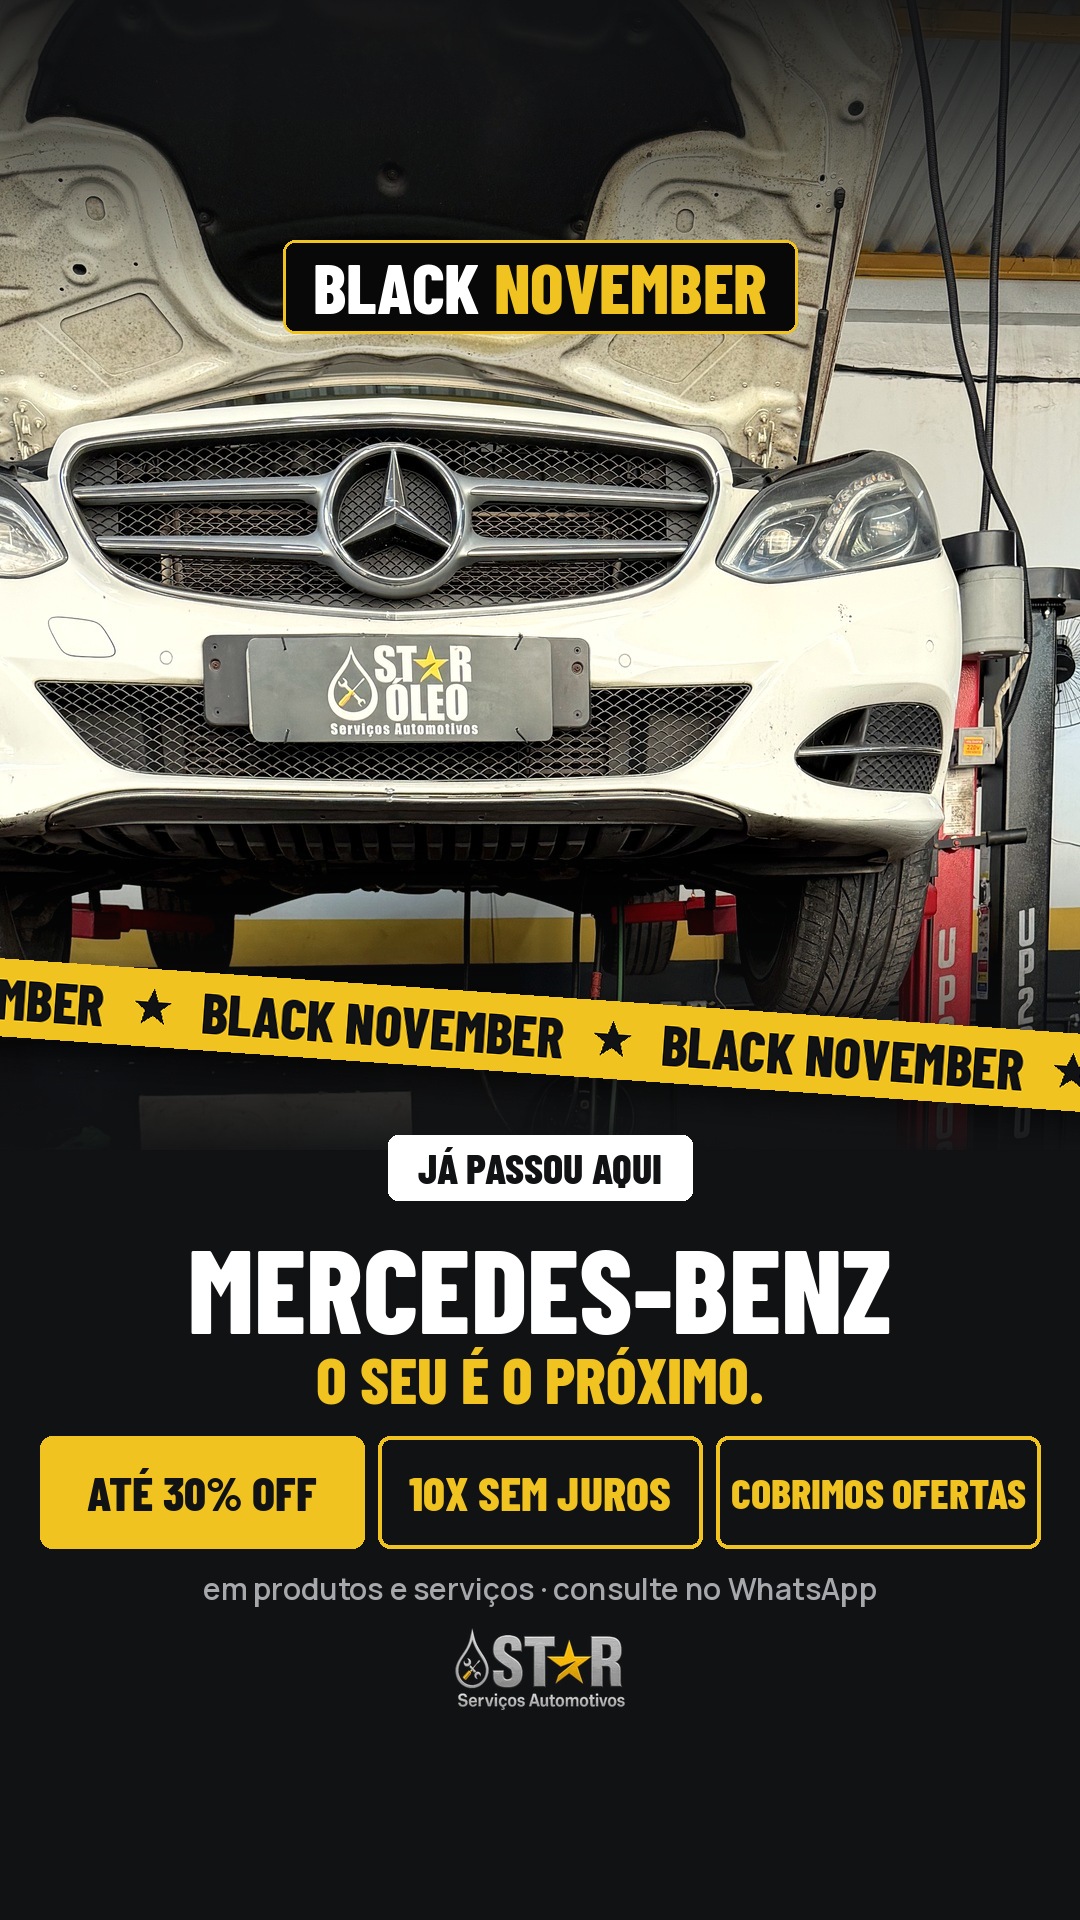 BLACK NOVEMBER
STAR
ÓLEO
Serviços Automotivos
MBER ★ BLACK NOVEMBER ★ BLACK NOVEMBER ★
JÁ PASSOU AQUI
MERCEDES-BENZ
O SEU É O PRÓXIMO.
ATÉ 30% OFF
10X SEM JUROS
COBRIMOS OFERTAS
em produtos e serviços · consulte no WhatsApp
STAR
Serviços Automotivos